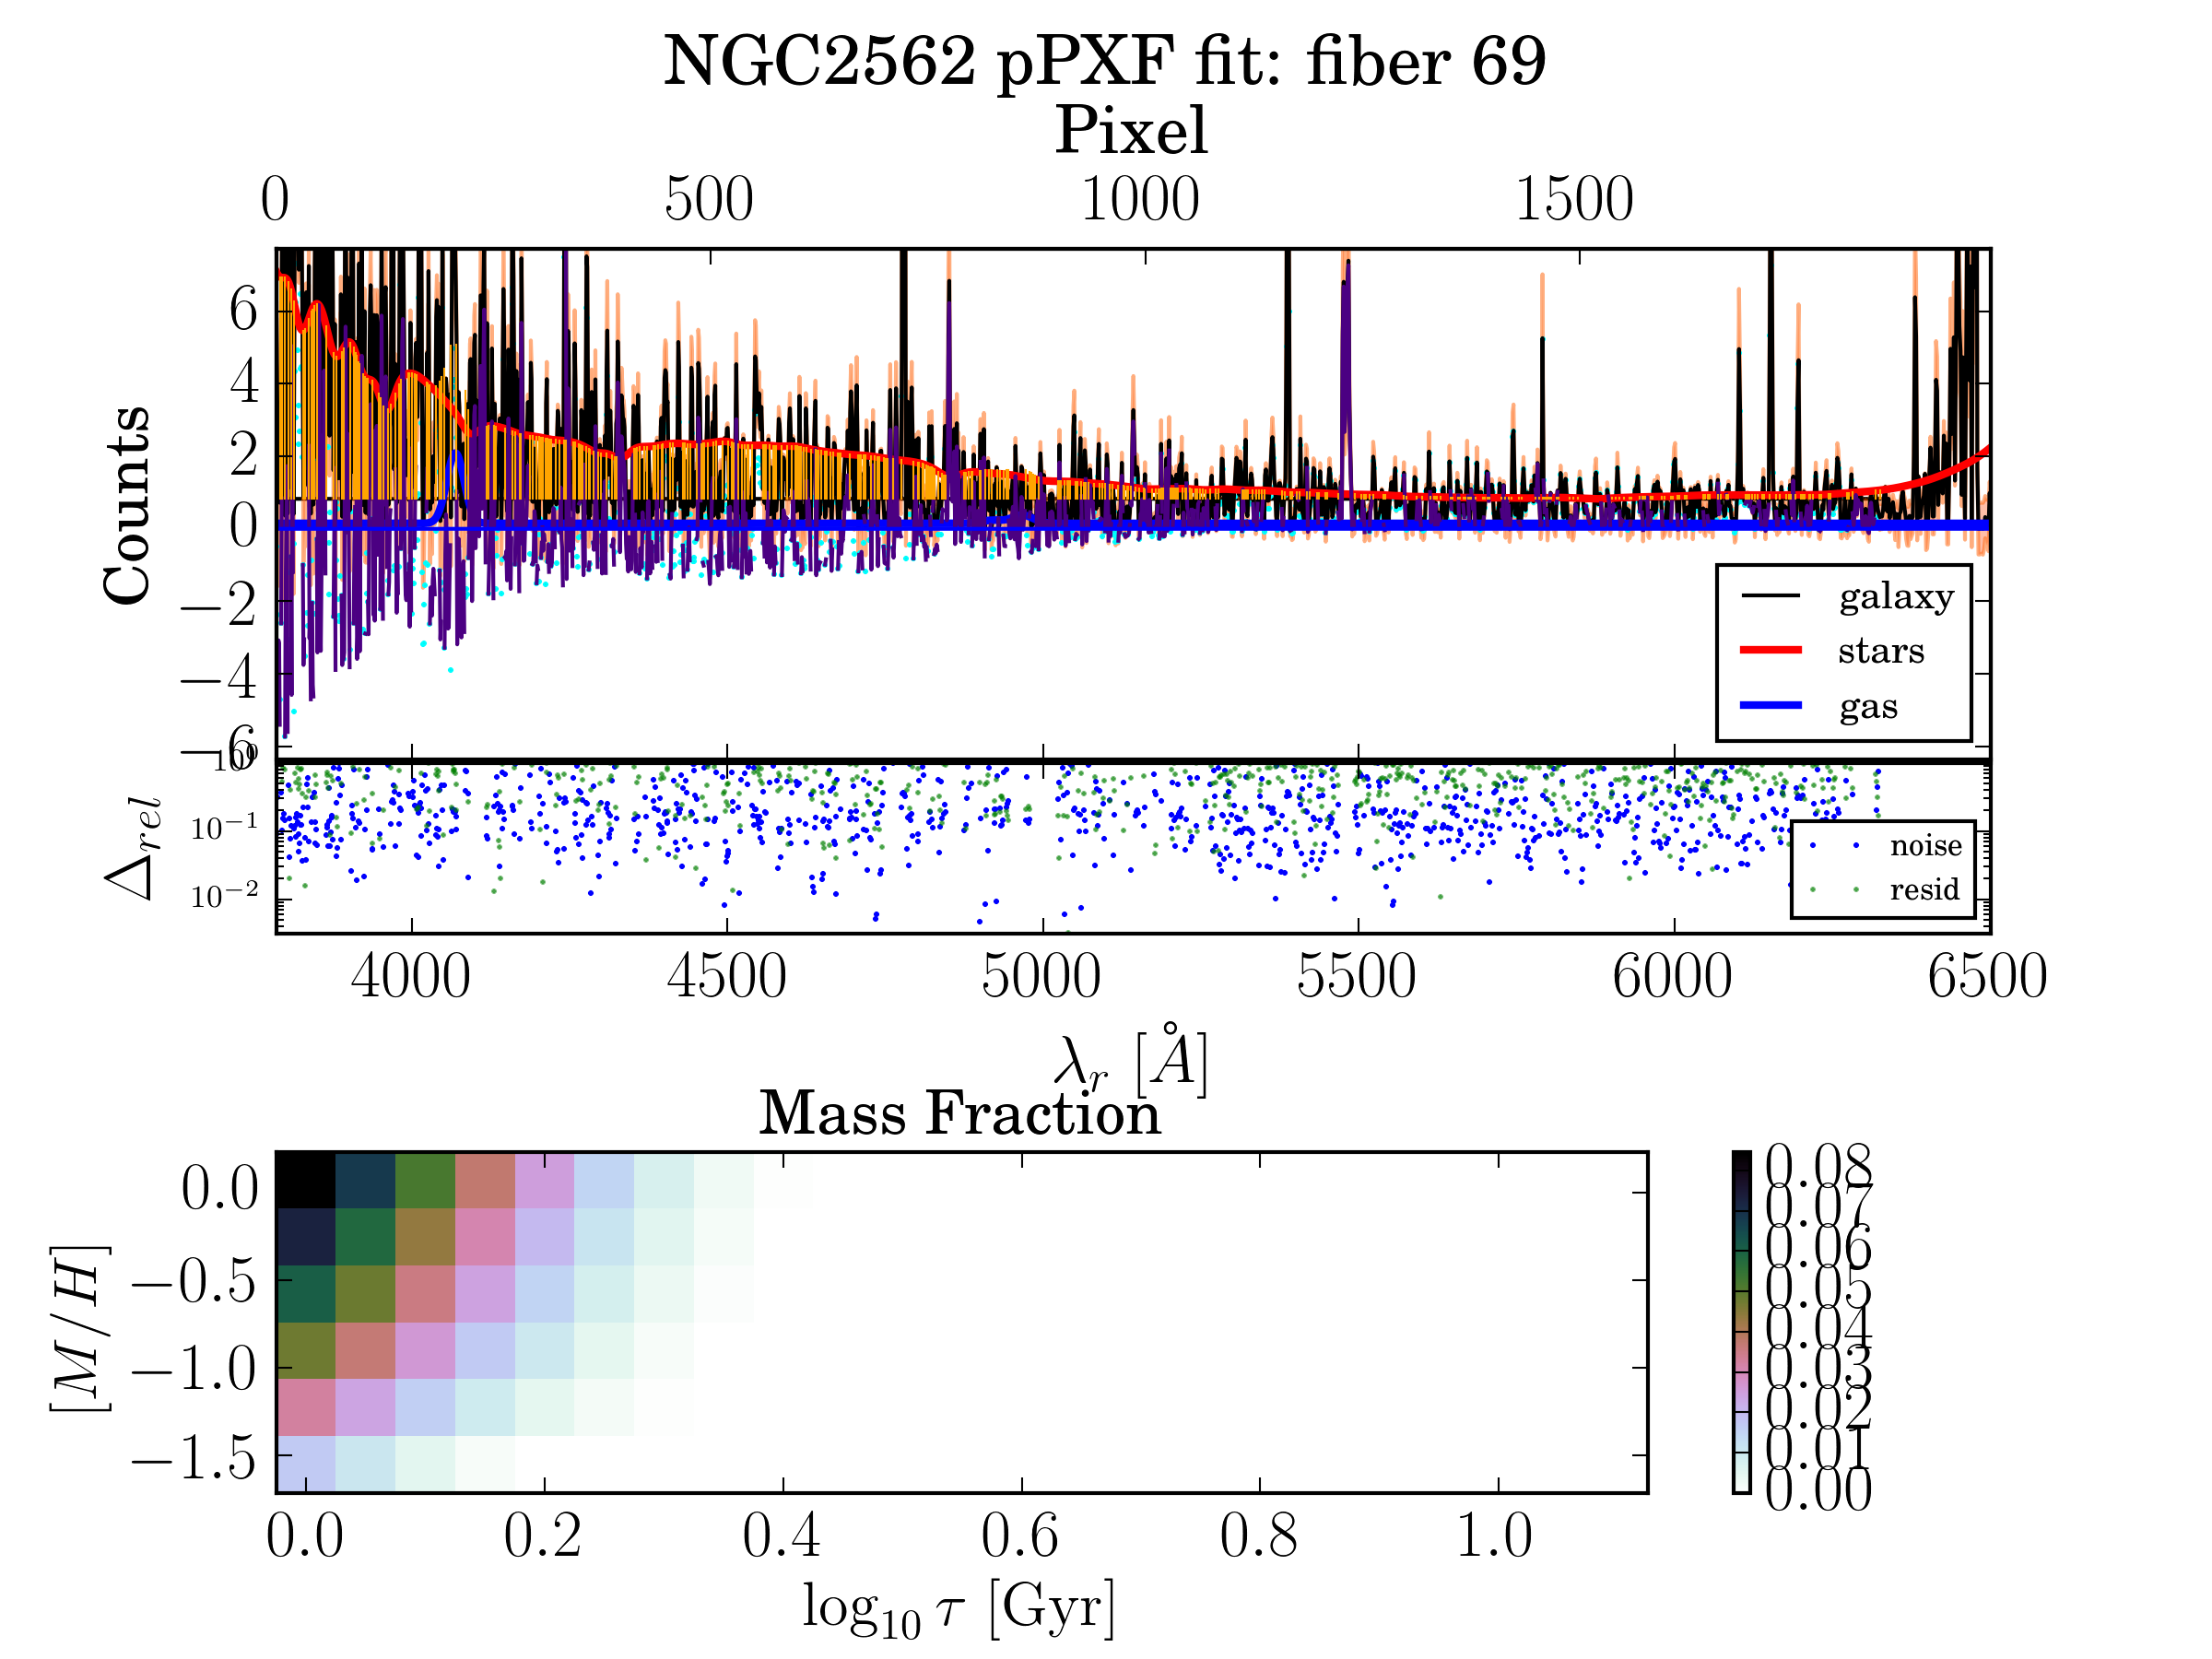 NGC2562 pPXF fit: fiber 69
Pixel
0 500 1000 1500
Counts
6
4
2
0
−2
−4
−6
galaxy
stars
gas
Δrel
10⁰
10⁻¹
10⁻²
noise
resid
4000 4500 5000 5500 6000 6500
λr [Å]
Mass Fraction
[M/H]
0.0
−0.5
−1.0
−1.5
0.0 0.2 0.4 0.6 0.8 1.0
log₁₀ τ [Gyr]
0.08
0.07
0.06
0.05
0.04
0.03
0.02
0.01
0.00